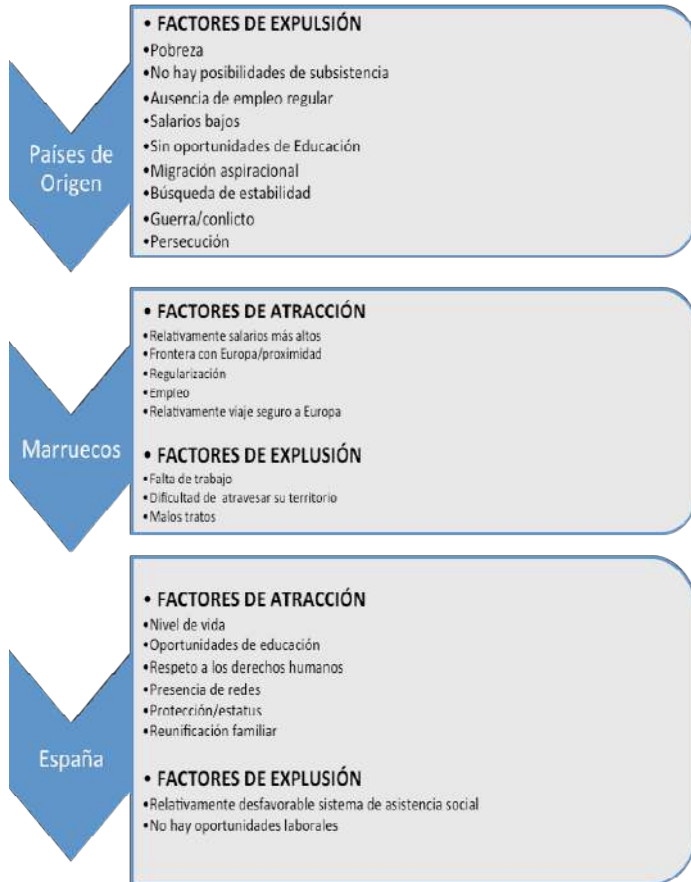 Países de
Origen
• FACTORES DE EXPULSIÓN
•Pobreza
•No hay posibilidades de subsistencia
•Ausencia de empleo regular
•Salarios bajos
•Sin oportunidades de Educación
•Migración aspiracional
•Búsqueda de estabilidad
•Guerra/conlicto
•Persecución
Marruecos
• FACTORES DE ATRACCIÓN
•Relativamente salarios más altos
•Frontera con Europa/proximidad
•Regularización
•Empleo
•Relativamente viaje seguro a Europa
• FACTORES DE EXPLUSIÓN
•Falta de trabajo
•Dificultad de atravesar su territorio
•Malos tratos
España
• FACTORES DE ATRACCIÓN
•Nivel de vida
•Oportunidades de educación
•Respeto a los derechos humanos
•Presencia de redes
•Protección/estatus
•Reunificación familiar
• FACTORES DE EXPLUSIÓN
•Relativamente desfavorable sistema de asistencia social
•No hay oportunidades laborales